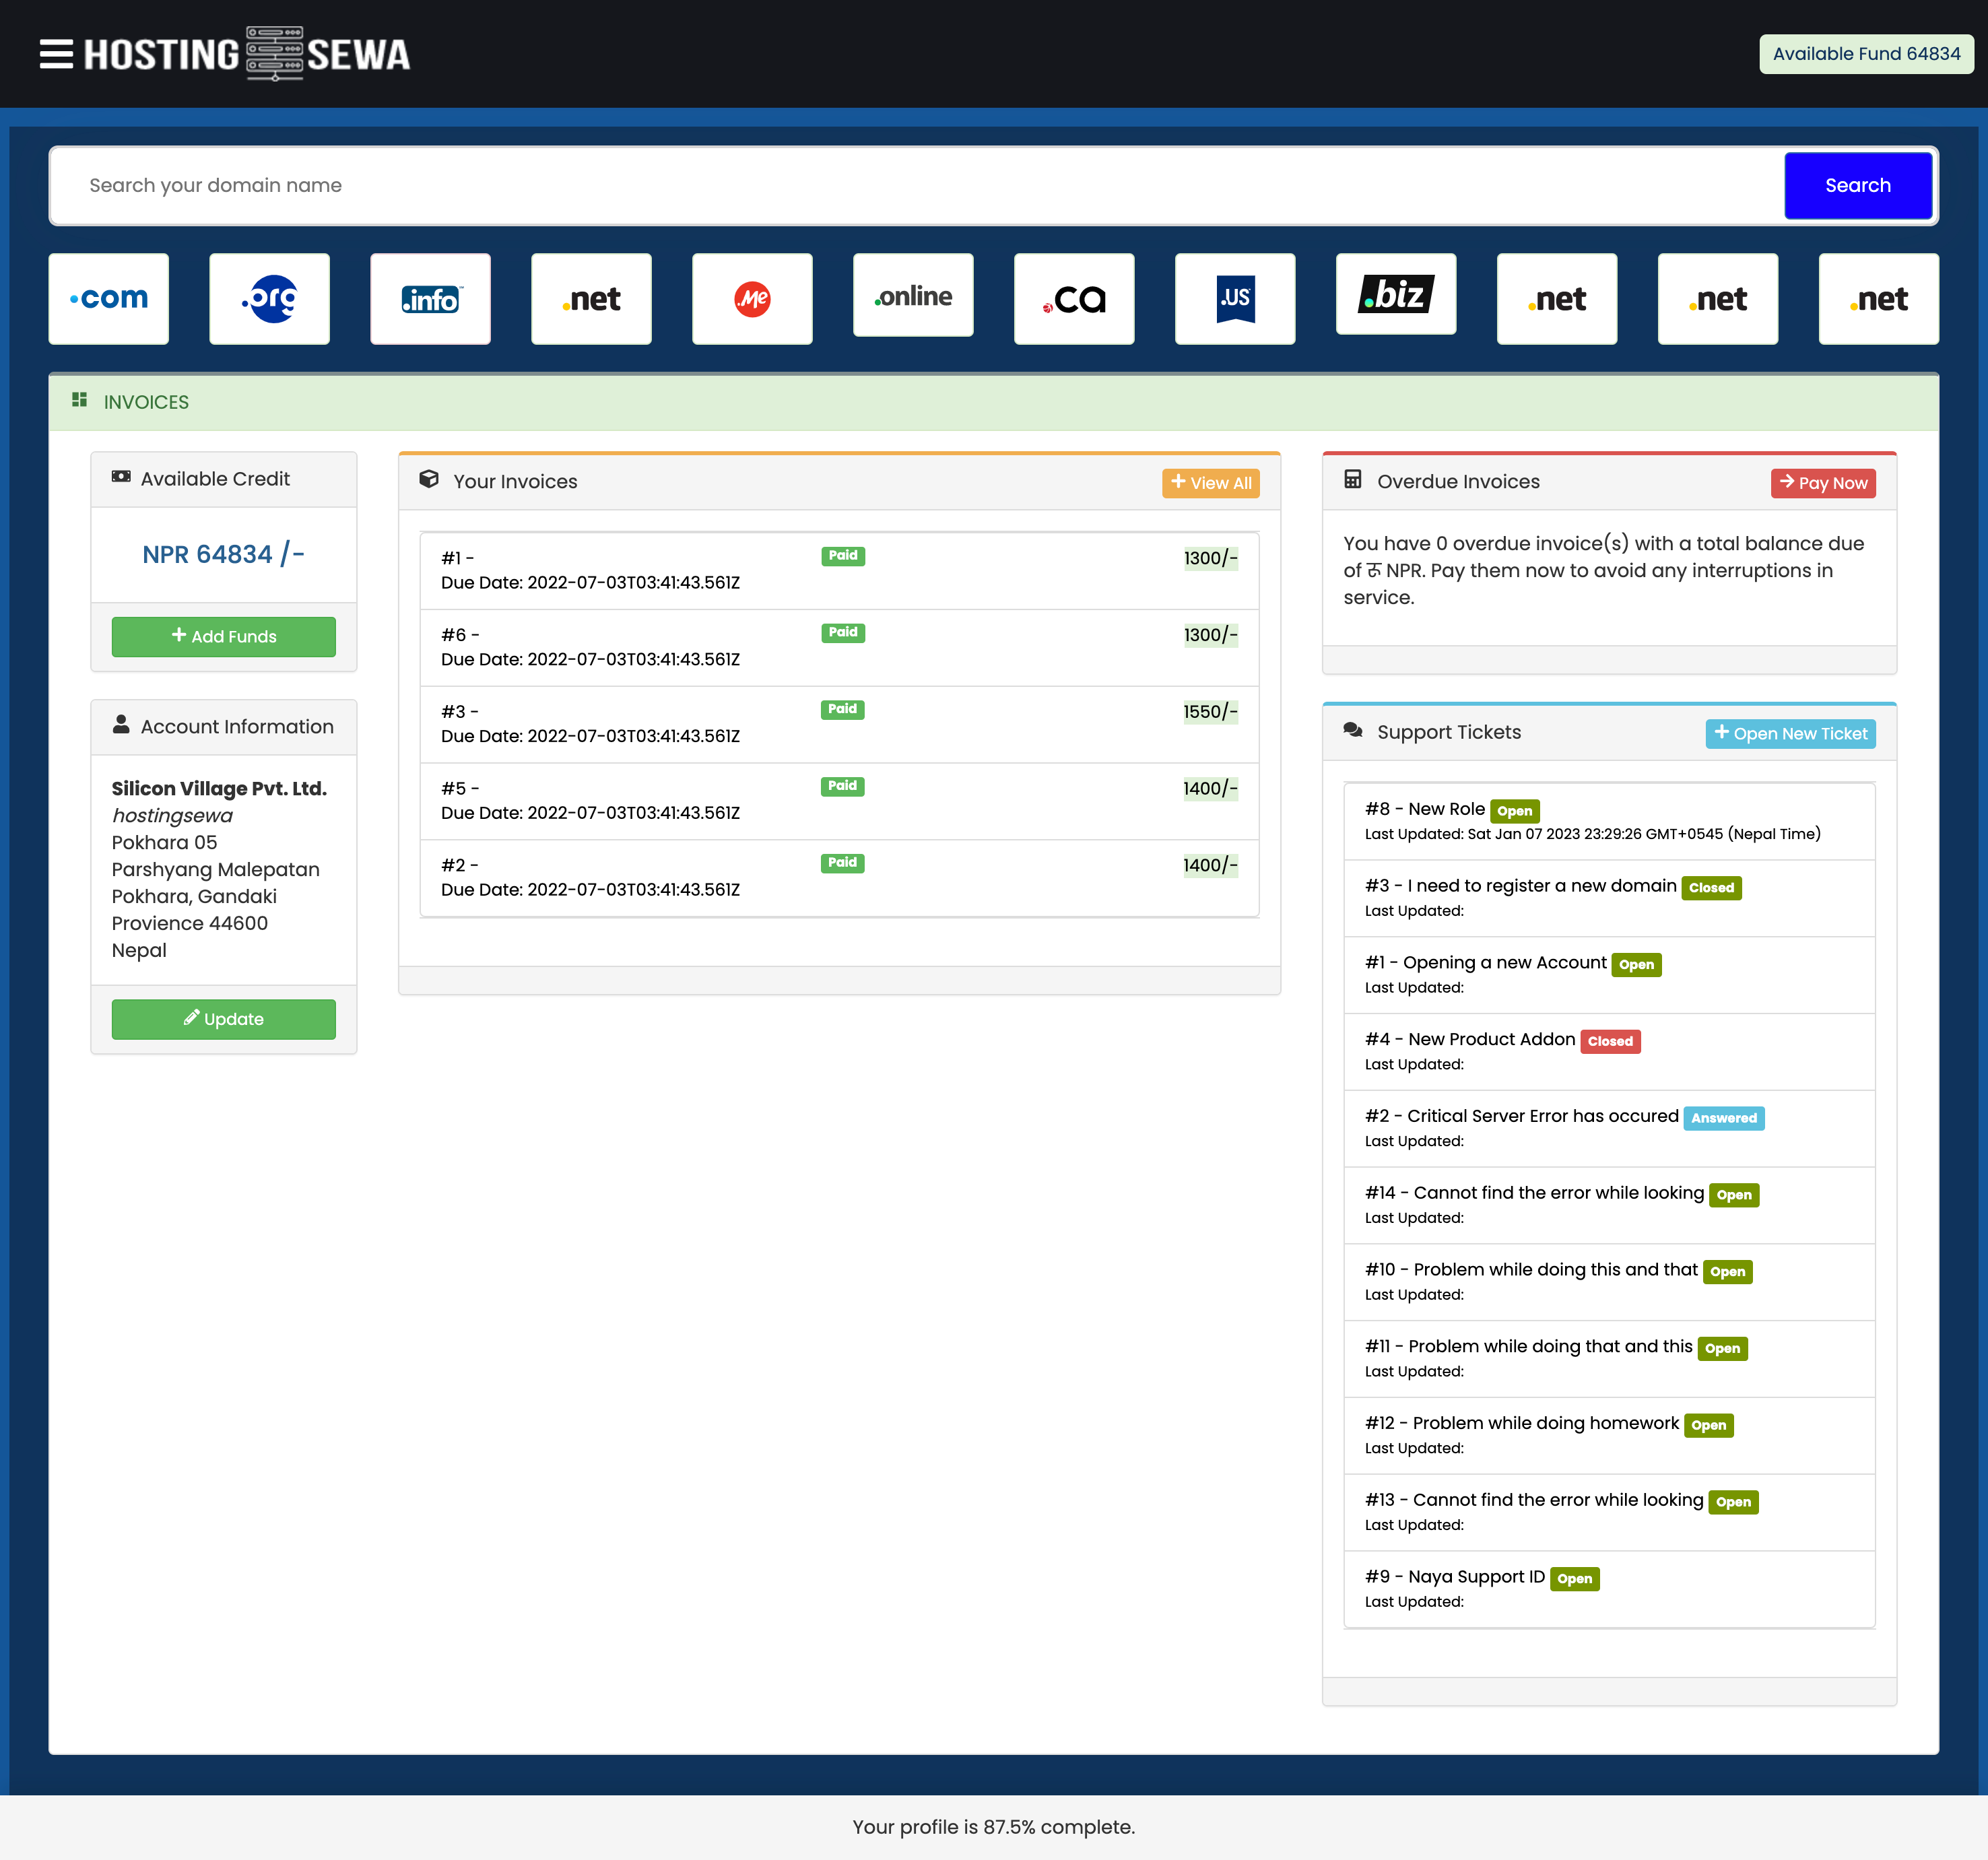 HOSTING SEWA
Available Fund 64834
Search your domain name
Search
.com
.org
.info
.net
.Me
.online
.ca
.US
.biz
.net
.net
.net
INVOICES
Available Credit
NPR 64834 /-
+ Add Funds
Account Information
Silicon Village Pvt. Ltd.
hostingsewa
Pokhara 05
Parshyang Malepatan
Pokhara, Gandaki
Provience 44600
Nepal
Update
Your Invoices
+ View All
#1 - Paid 1300/-
Due Date: 2022-07-03T03:41:43.561Z
#6 - Paid 1300/-
Due Date: 2022-07-03T03:41:43.561Z
#3 - Paid 1550/-
Due Date: 2022-07-03T03:41:43.561Z
#5 - Paid 1400/-
Due Date: 2022-07-03T03:41:43.561Z
#2 - Paid 1400/-
Due Date: 2022-07-03T03:41:43.561Z
Overdue Invoices
→ Pay Now
You have 0 overdue invoice(s) with a total balance due
of रू NPR. Pay them now to avoid any interruptions in
service.
Support Tickets
+ Open New Ticket
#8 - New Role Open
Last Updated: Sat Jan 07 2023 23:29:26 GMT+0545 (Nepal Time)
#3 - I need to register a new domain Closed
Last Updated:
#1 - Opening a new Account Open
Last Updated:
#4 - New Product Addon Closed
Last Updated:
#2 - Critical Server Error has occured Answered
Last Updated:
#14 - Cannot find the error while looking Open
Last Updated:
#10 - Problem while doing this and that Open
Last Updated:
#11 - Problem while doing that and this Open
Last Updated:
#12 - Problem while doing homework Open
Last Updated:
#13 - Cannot find the error while looking Open
Last Updated:
#9 - Naya Support ID Open
Last Updated:
Your profile is 87.5% complete.